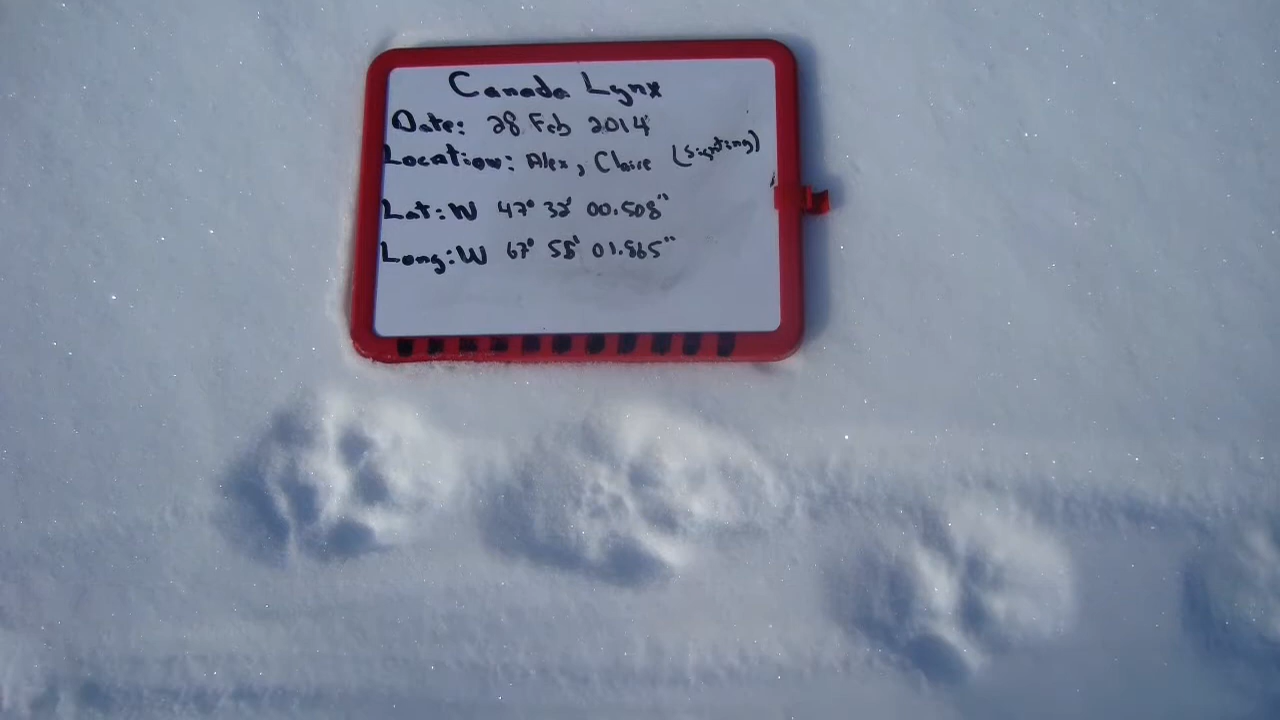 Canada Lynx
Date: 28 Feb 2014
Location: Alex, Claire (Sighting)
Lat: W 47° 32' 00.508"
Long: W 67° 58' 01.865"